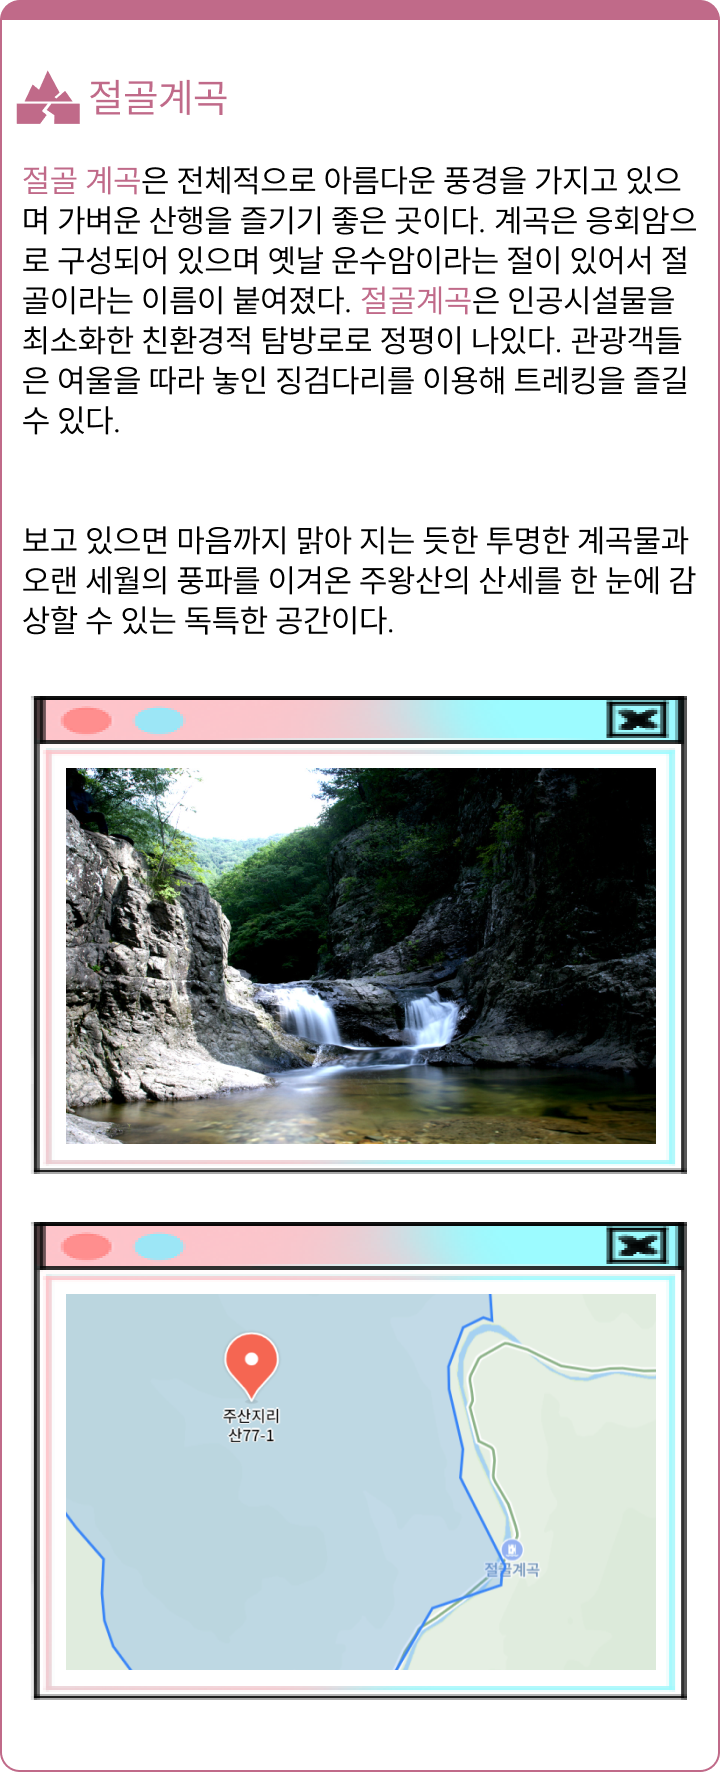 절골계곡
절골 계곡은 전체적으로 아름다운 풍경을 가지고 있으
며 가벼운 산행을 즐기기 좋은 곳이다. 계곡은 응회암으
로 구성되어 있으며 옛날 운수암이라는 절이 있어서 절
골이라는 이름이 붙여졌다. 절골계곡은 인공시설물을
최소화한 친환경적 탐방로로 정평이 나있다. 관광객들
은 여울을 따라 놓인 징검다리를 이용해 트레킹을 즐길
수 있다.
보고 있으면 마음까지 맑아 지는 듯한 투명한 계곡물과
오랜 세월의 풍파를 이겨온 주왕산의 산세를 한 눈에 감
상할 수 있는 독특한 공간이다.
주산지리
산77-1
절골계곡